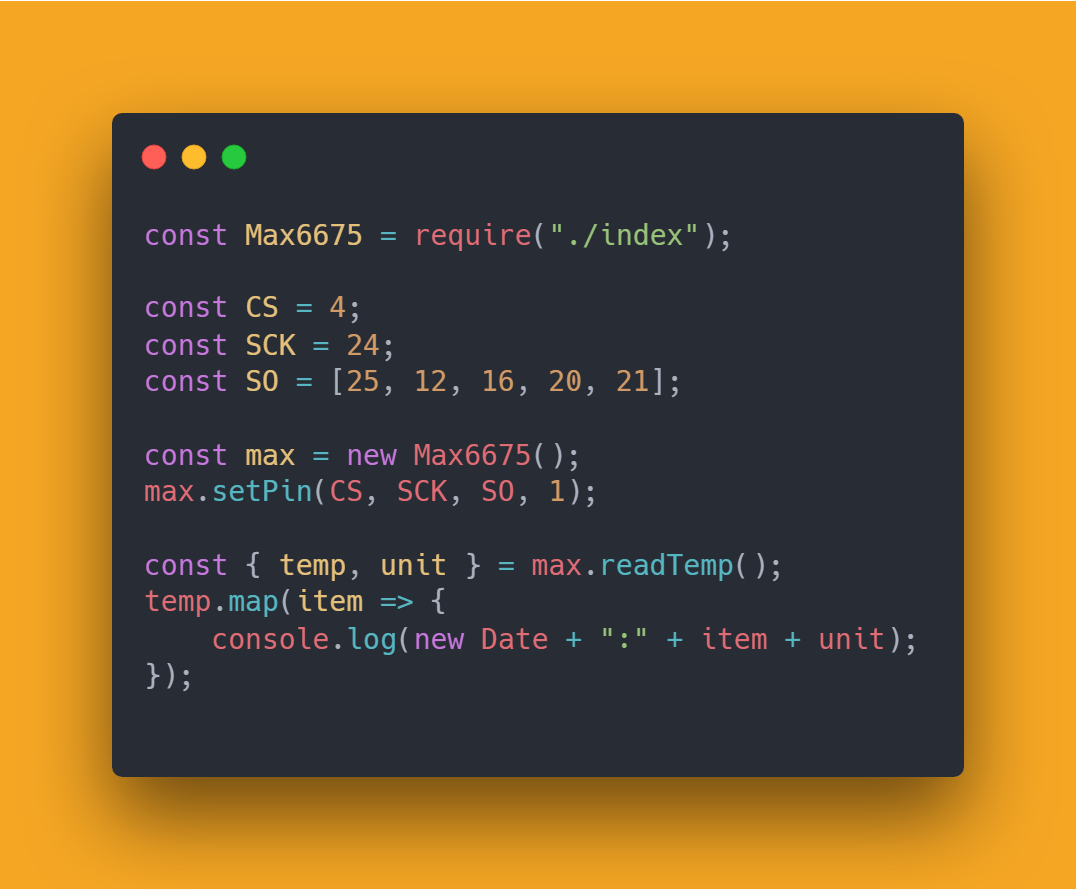 const Max6675 = require("./index");
const CS = 4;
const SCK = 24;
const SO = [25, 12, 16, 20, 21];
const max = new Max6675();
max.setPin(CS, SCK, SO, 1);
const { temp, unit } = max.readTemp();
temp.map(item => {
    console.log(new Date + ":" + item + unit);
});